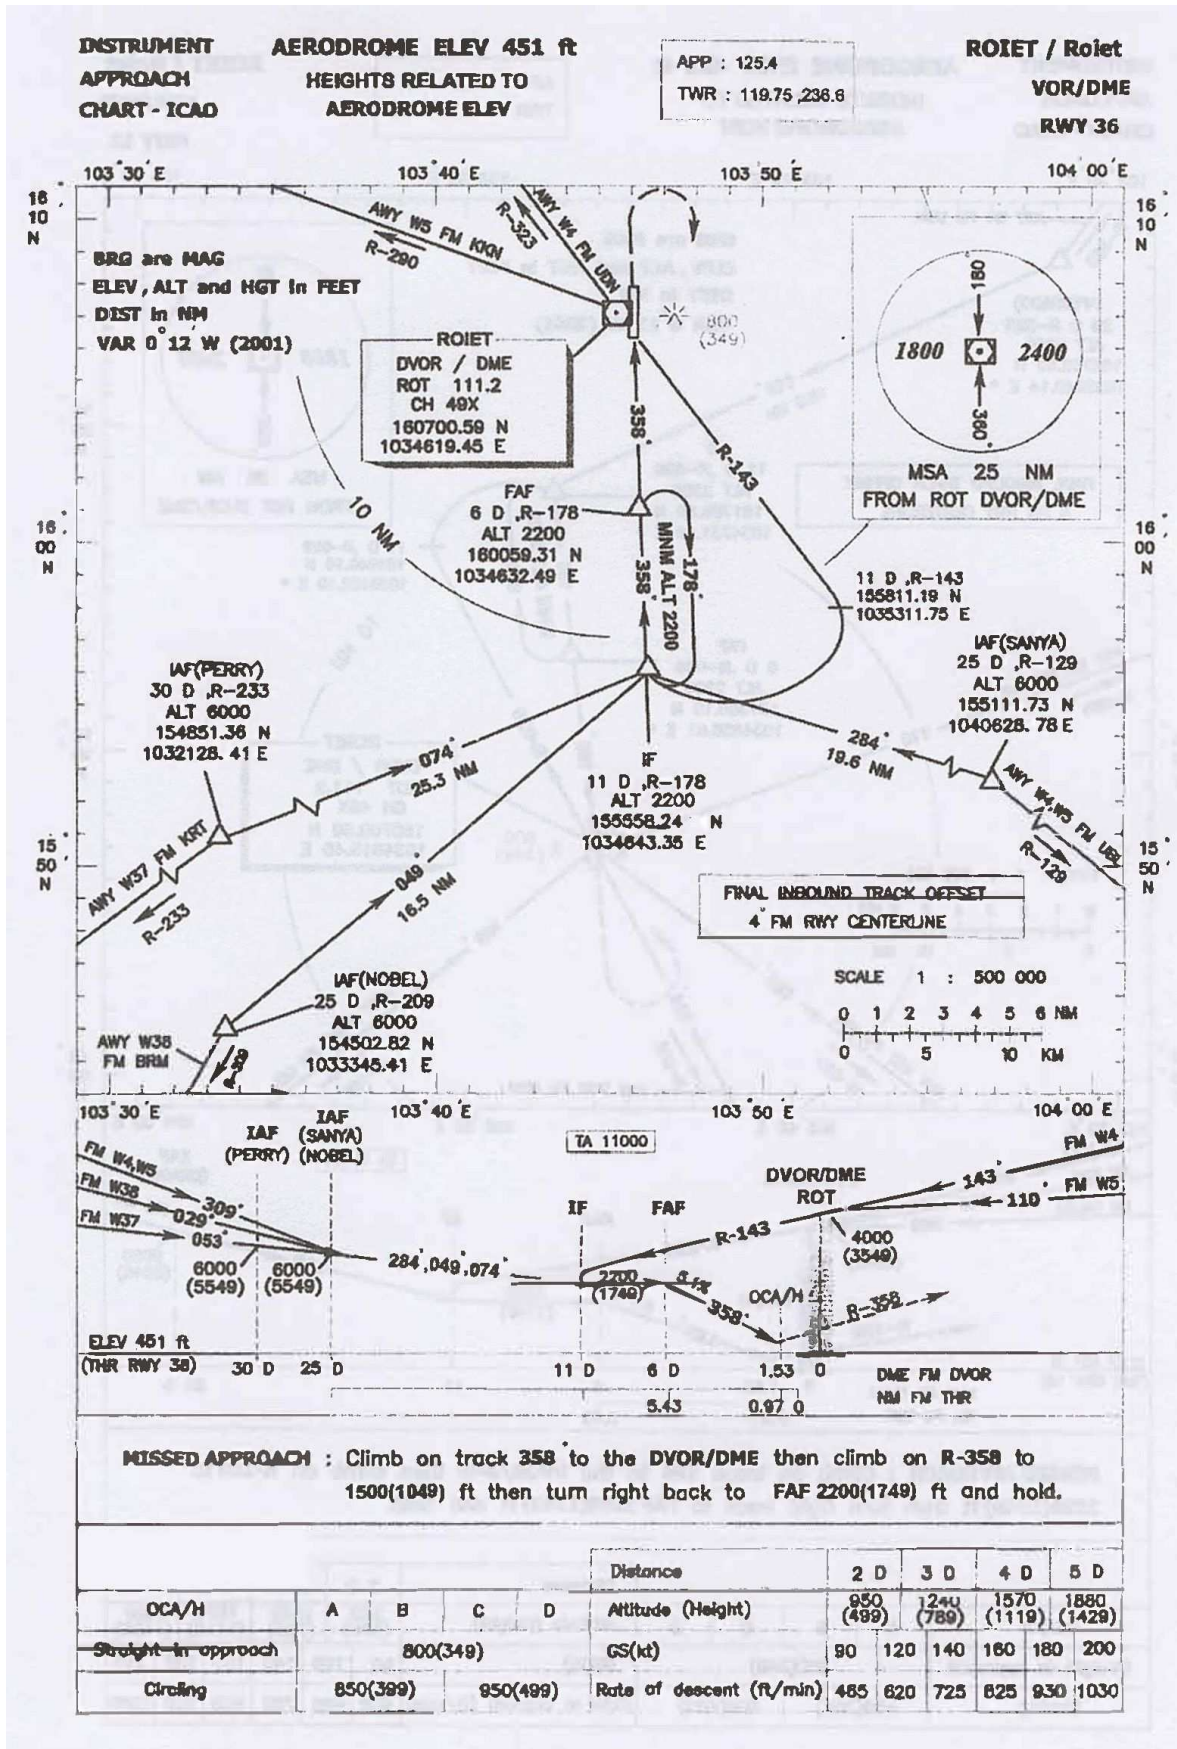 INSTRUMENT
APPROACH
CHART - ICAO
AERODROME ELEV 451 ft
HEIGHTS RELATED TO
AERODROME ELEV
APP : 125.4
TWR : 119.75 ,236.6
ROIET / Roiet
VOR/DME
RWY 36
103° 30 ́ E
103° 40 ́ E
103° 50 ́ E
104° 00 ́ E
16 ́
10
N
16 ́
10
N
BRG are MAG
ELEV, ALT and HGT in FEET
DIST in NM
VAR 0° 12 ́ W (2001)
AWY W5 FM KKN
R-290
AWY W4 FM UDN
R-323
800
(349)
ROIET
DVOR / DME
ROT 111.2
CH 49X
160700.59 N
1034619.45 E
180°
1800
2400
360°
MSA 25 NM
FROM ROT DVOR/DME
358°
R-143
10 NM
FAF
6 D ,R-178
ALT 2200
160059.31 N
1034632.49 E
16 ́
00
N
16 ́
00
N
358°
MNM ALT 2200
178°
11 D ,R-143
155811.19 N
1035311.75 E
IAF(PERRY)
30 D ,R-233
ALT 6000
154851.36 N
1032128.41 E
IAF(SANYA)
25 D ,R-129
ALT 6000
155111.73 N
1040628.78 E
074°
25.3 NM
284°
19.6 NM
IF
11 D ,R-178
ALT 2200
155558.24 N
1034643.35 E
AWY W4,W5 FM UBL
R-129
15 ́
50
N
15 ́
50
N
AWY W37 FM KRT
R-233
049°
16.5 NM
FINAL INBOUND TRACK OFFSET
4° FM RWY CENTERLINE
IAF(NOBEL)
25 D ,R-209
ALT 6000
154502.82 N
1033345.41 E
AWY W38
FM BRM
R-209
SCALE 1 : 500 000
0 1 2 3 4 5 6 NM
0 5 10 KM
103° 30 ́ E
103° 40 ́ E
103° 50 ́ E
104° 00 ́ E
IAF
(PERRY)
IAF
(SANYA)
(NOBEL)
TA 11000
FM W4,W5
309°
FM W38
029°
FM W37
053°
6000
(5549)
6000
(5549)
284°,049°,074°
IF
FAF
DVOR/DME
ROT
FM W4
143°
FM W5
110°
R-143
4000
(3549)
2200
(1749)
5.1%
358°
OCA/H
R-358
ELEV 451 ft
(THR RWY 36)
30 D
25 D
11 D
6 D
1.53
0
DME FM DVOR
5.43
0.97
0
NM FM THR
MISSED APPROACH : Climb on track 358° to the DVOR/DME then climb on R-358 to
1500(1049) ft then turn right back to FAF 2200(1749) ft and hold.
Distance 2 D 3 D 4 D 5 D
OCA/H A B C D
Altitude (Height) 950 (499) 1240 (789) 1570 (1119) 1880 (1429)
Straight in approach 800(349)
GS(kt) 90 120 140 160 180 200
Circling 850(399) 950(499)
Rate of descent (ft/min) 465 620 725 825 930 1030